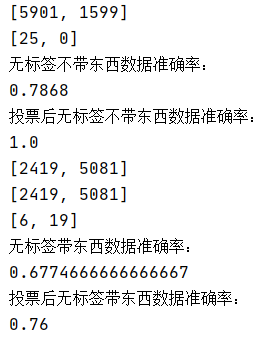 [5901, 1599]
[25, 0]
无标签不带东西数据准确率:
0.7868
投票后无标签不带东西数据准确率:
1.0
[2419, 5081]
[2419, 5081]
[6, 19]
无标签带东西数据准确率:
0.6774666666666667
投票后无标签带东西数据准确率:
0.76